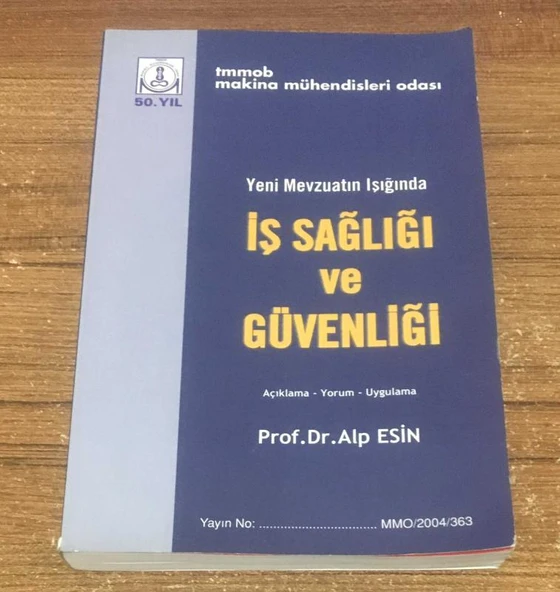 50. YIL
tmmob
makina mühendisleri odası
Yeni Mevzuatın Işığında
İŞ SAĞLIĞI
ve
GÜVENLİĞİ
Açıklama - Yorum - Uygulama
Prof.Dr.Alp ESİN
Yayın No: .................................. MMO/2004/363